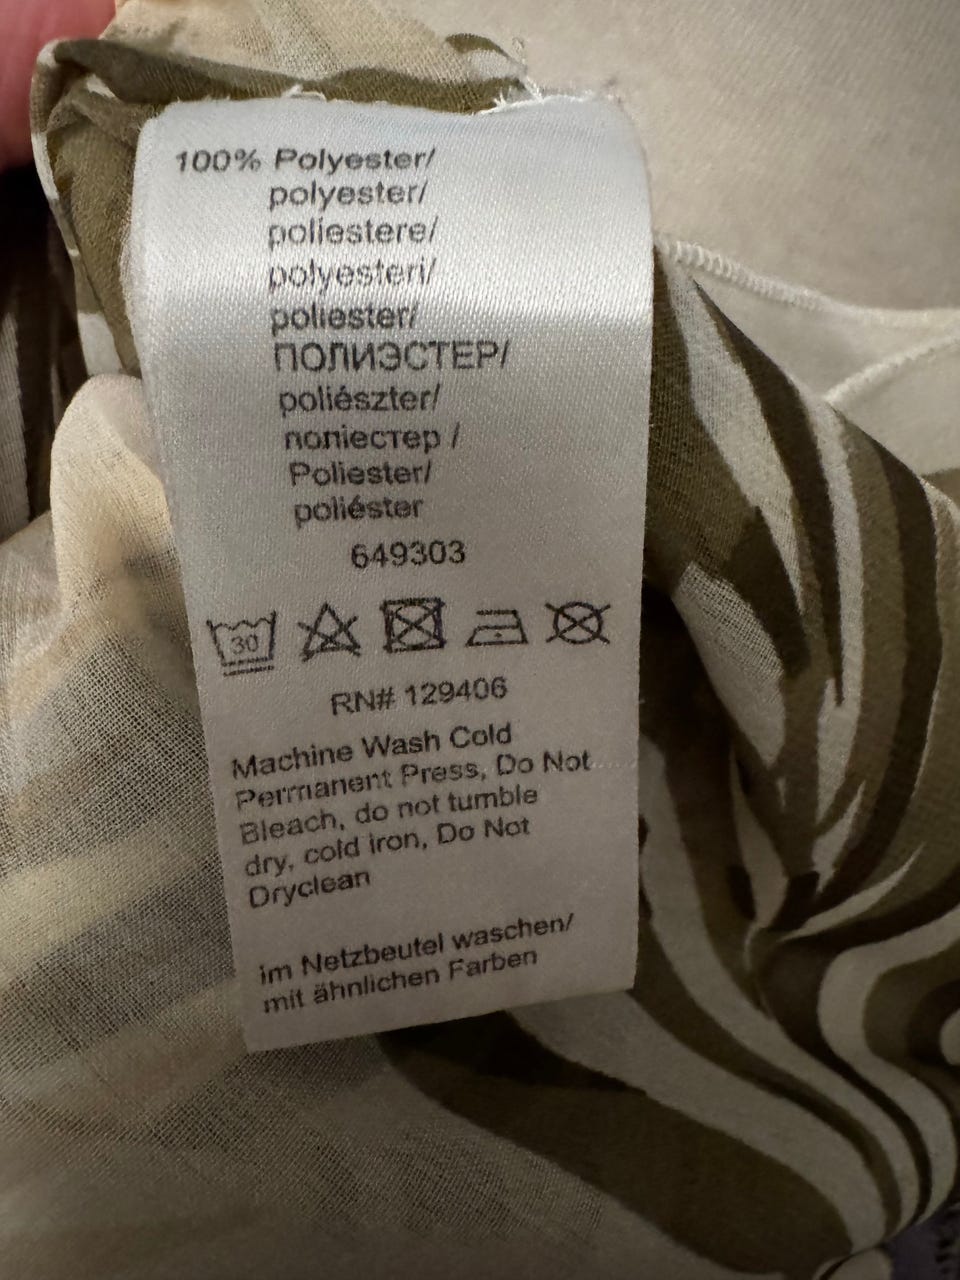 100% Polyester/
polyester/
poliestere/
polyesteri/
poliester/
ПОЛИЭСТЕР/
poliészter/
поліестер /
Poliester/
poliéster
649303
30
RN# 129406
Machine Wash Cold
Permanent Press, Do Not
Bleach, do not tumble
dry, cold iron, Do Not
Dryclean
im Netzbeutel waschen/
mit ähnlichen Farben